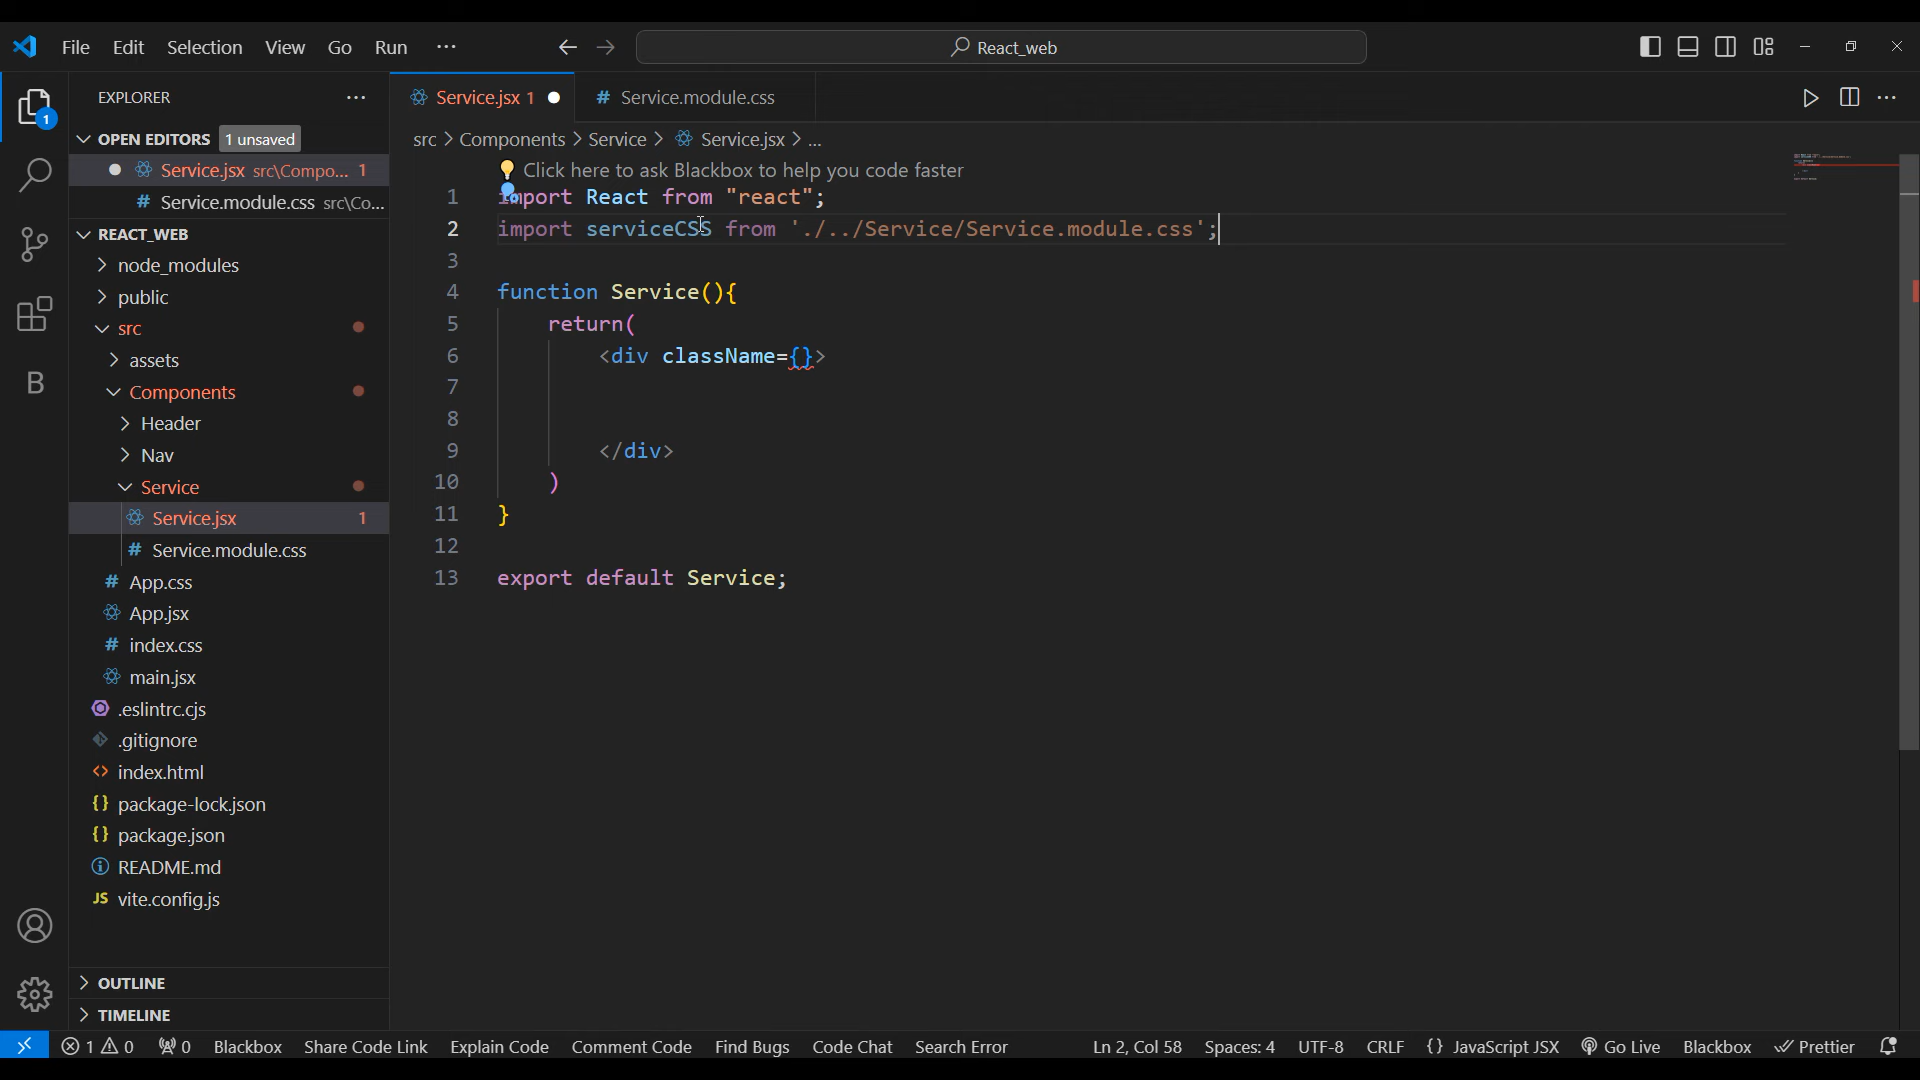 File Edit Selection View Go Run ··· React_web
EXPLORER ···
OPEN EDITORS 1 unsaved
Service.jsx src\Compo... 1
Service.module.css src\Co...
REACT_WEB
node_modules
public
src
assets
Components
Header
Nav
Service
Service.jsx 1
Service.module.css
App.css
App.jsx
index.css
main.jsx
.eslintrc.cjs
.gitignore
index.html
package-lock.json
package.json
README.md
JS vite.config.js
OUTLINE
TIMELINE
B
1
Service.jsx 1 # Service.module.css
src > Components > Service > Service.jsx > ...
Click here to ask Blackbox to help you code faster
1 import React from "react";
2 import serviceCSS from './../Service/Service.module.css';
3
4 function Service(){
5 return(
6 <div className={}>
7
8
9 </div>
10 )
11 }
12
13 export default Service;
1 0 0 Blackbox Share Code Link Explain Code Comment Code Find Bugs Code Chat Search Error Ln 2, Col 58 Spaces: 4 UTF-8 CRLF {} JavaScript JSX Go Live Blackbox Prettier